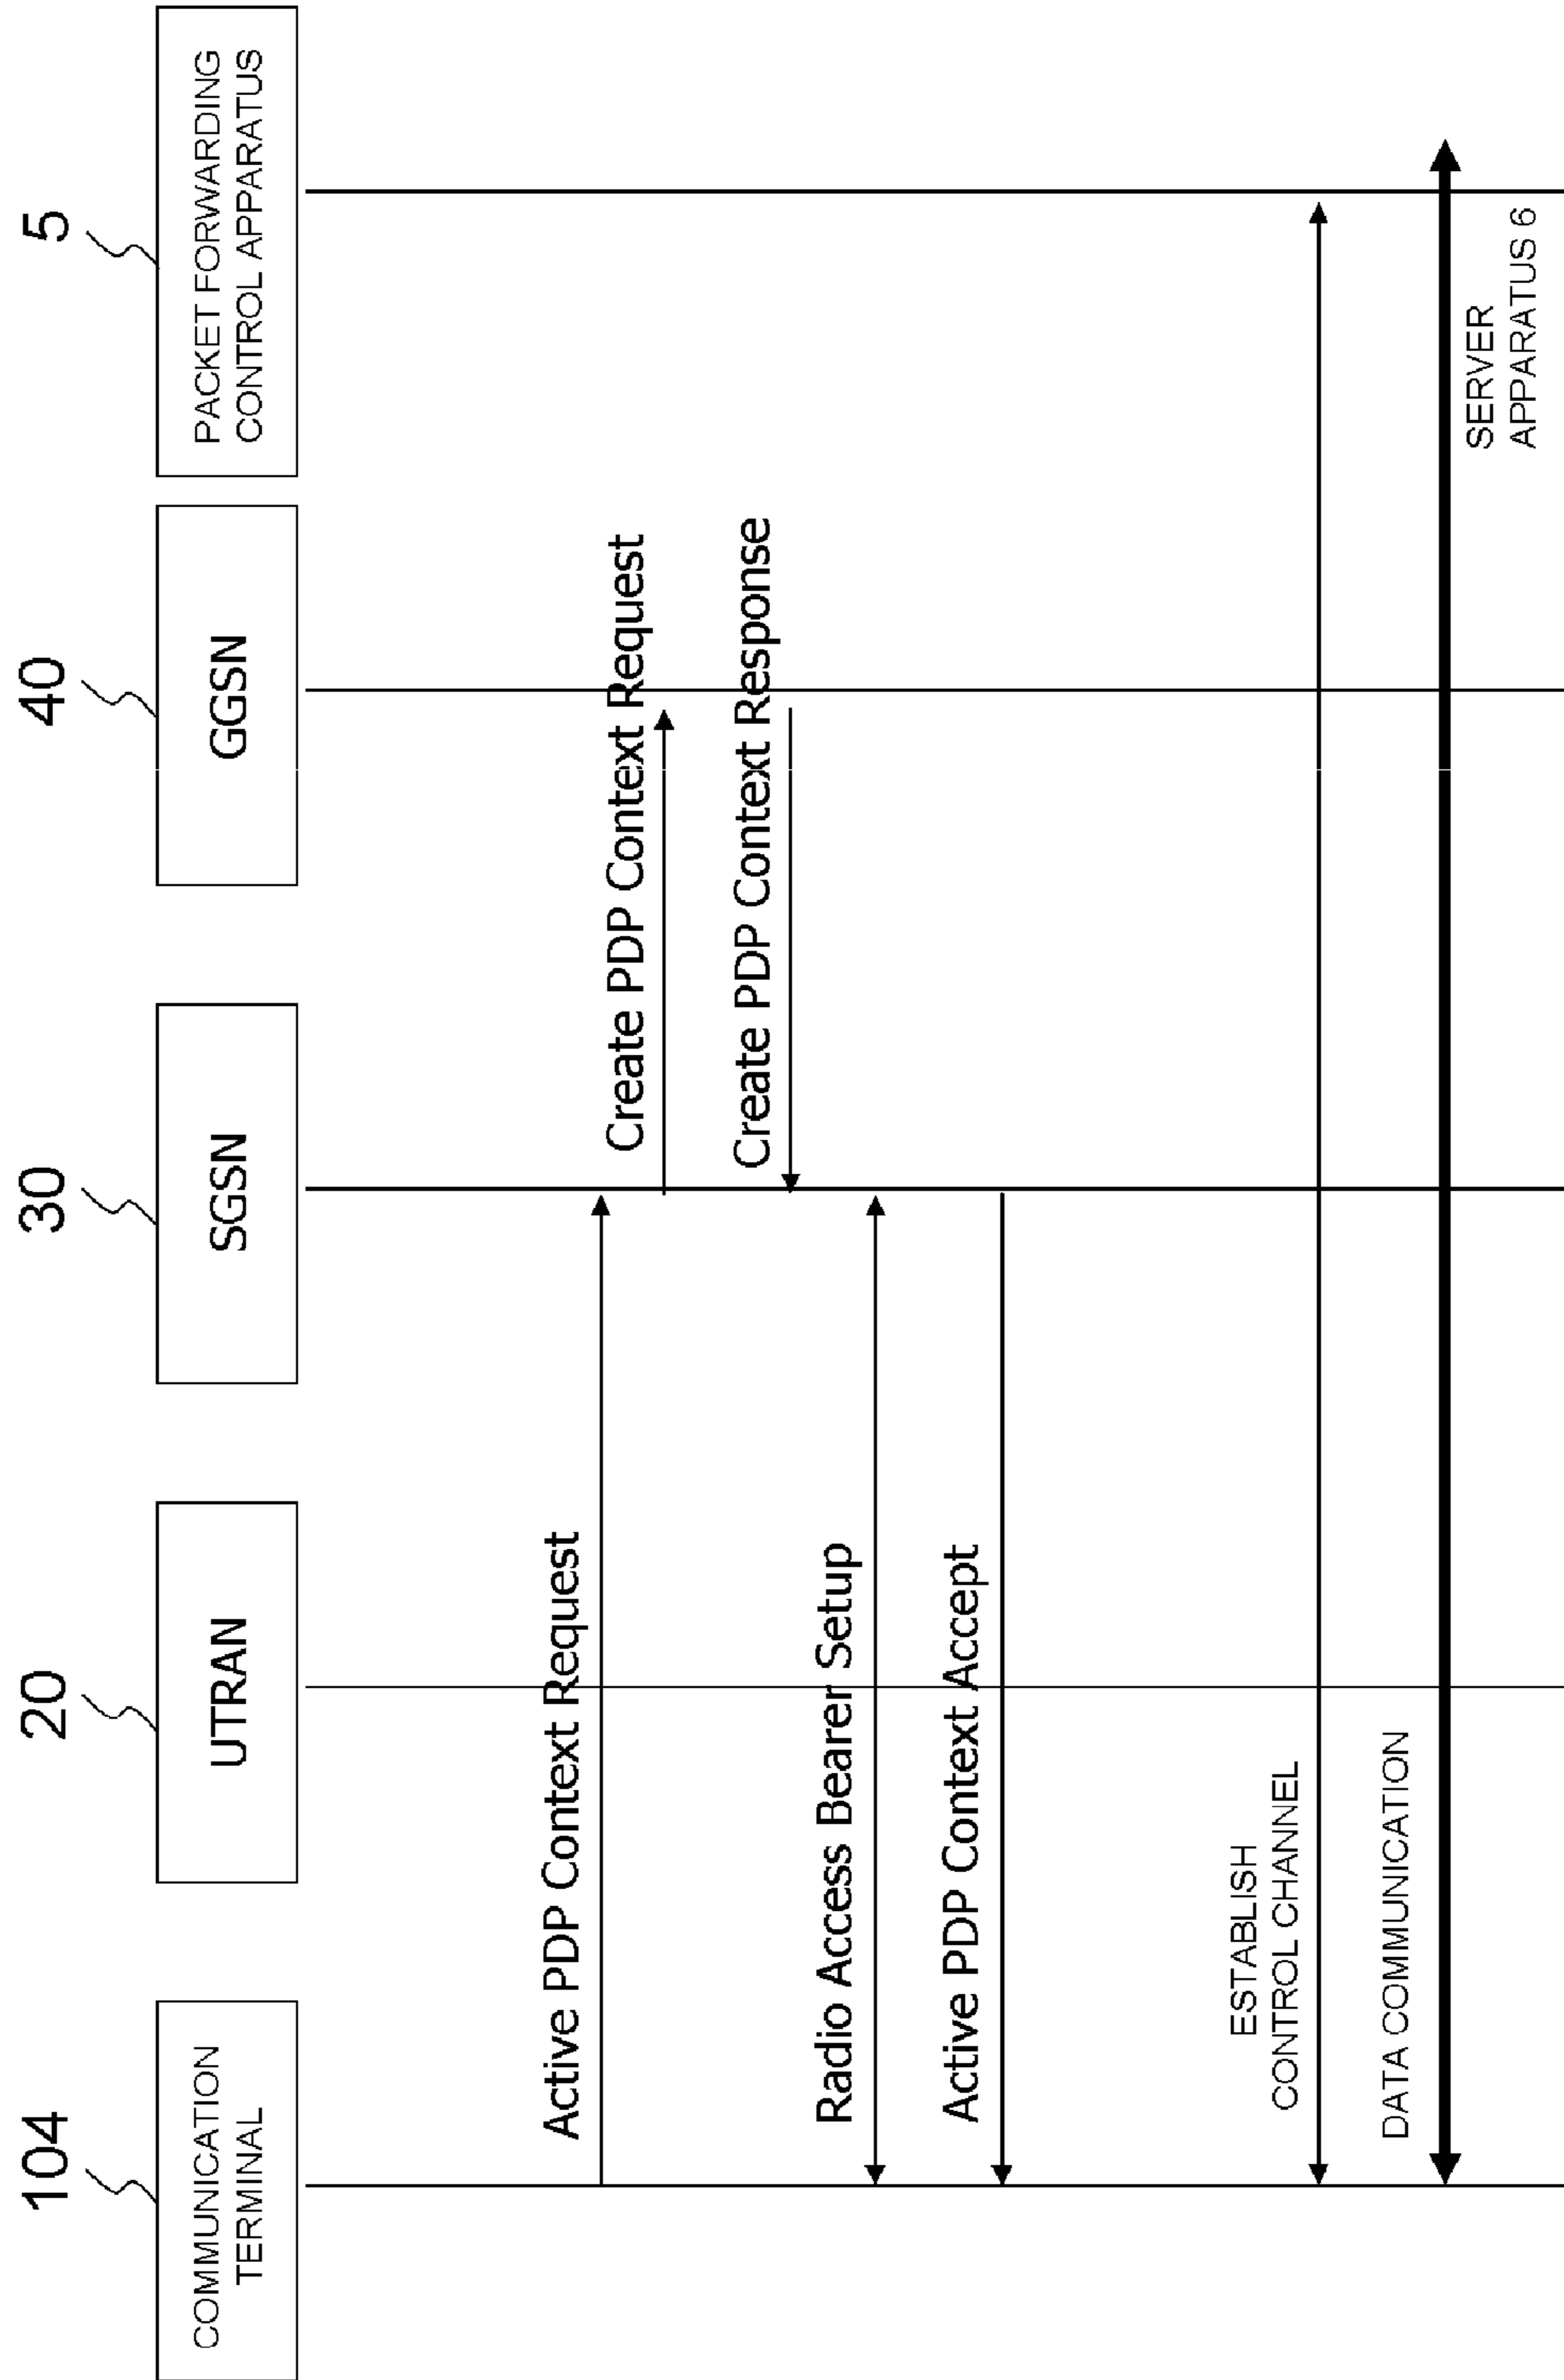 104
20
30
40
5
COMMUNICATION
TERMINAL
UTRAN
SGSN
GGSN
PACKET FORWARDING
CONTROL APPARATUS
Active PDP Context Request
Create PDP Context Request
Create PDP Context Response
Radio Access Bearer Setup
Active PDP Context Accept
ESTABLISH
CONTROL CHANNEL
DATA COMMUNICATION
SERVER
APPARATUS 6